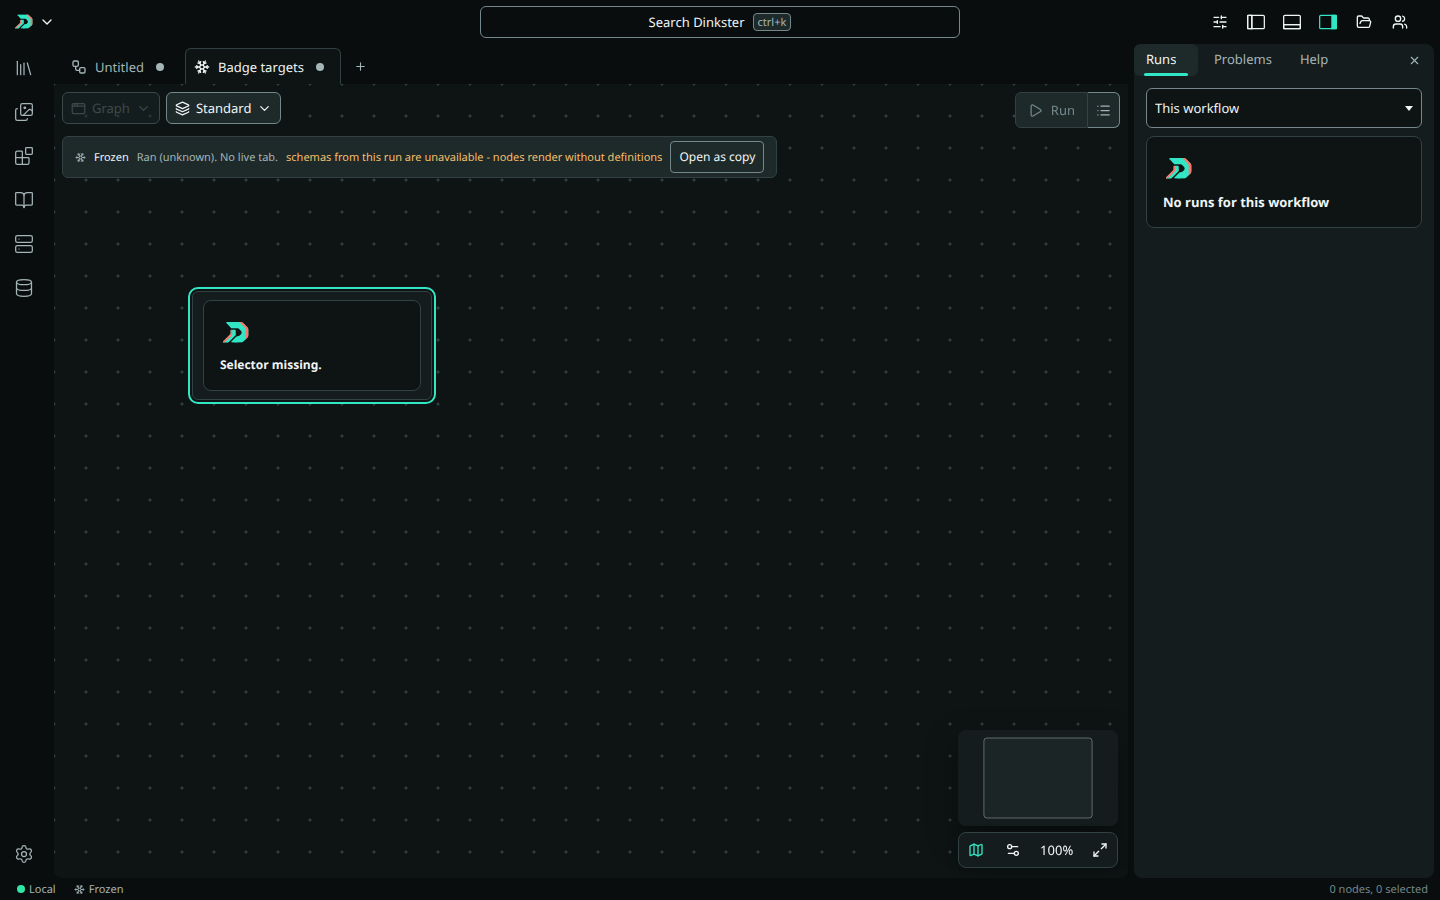 Search Dinkster ctrl+k
Untitled
Badge targets
Graph
Standard
Run
Frozen Ran (unknown). No live tab. schemas from this run are unavailable - nodes render without definitions Open as copy
Selector missing.
100%
Runs Problems Help
This workflow
No runs for this workflow
Local
Frozen
0 nodes, 0 selected